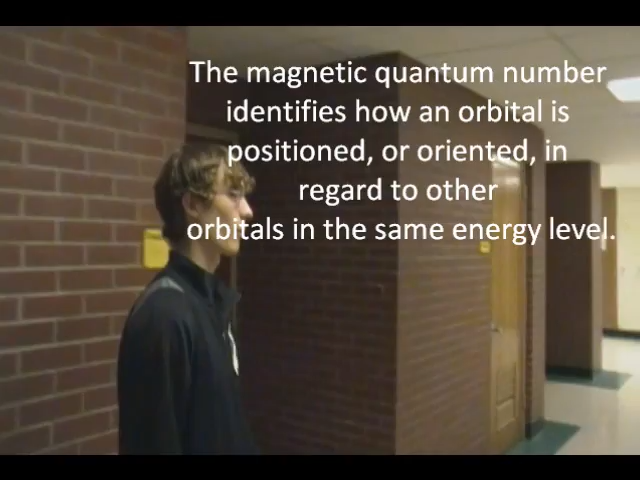 The magnetic quantum number
identifies how an orbital is
positioned, or oriented, in
regard to other
orbitals in the same energy level.